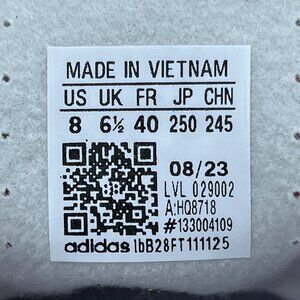 MADE IN VIETNAM
US UK FR JP CHN
8 6½ 40 250 245
08/23
LVL 029002
A:HQ8718
#133004109
adidas lbB28FT111125